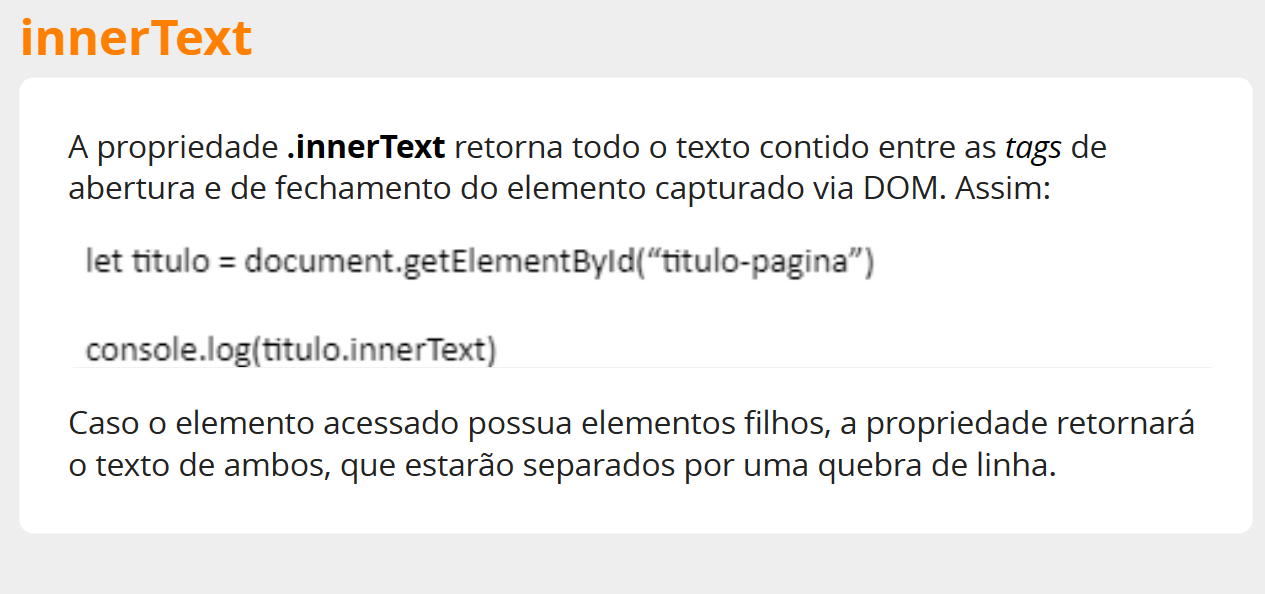 innerText
A propriedade .innerText retorna todo o texto contido entre as tags de
abertura e de fechamento do elemento capturado via DOM. Assim:
let titulo = document.getElementById(“titulo-pagina”)
console.log(titulo.innerText)
Caso o elemento acessado possua elementos filhos, a propriedade retornará
o texto de ambos, que estarão separados por uma quebra de linha.